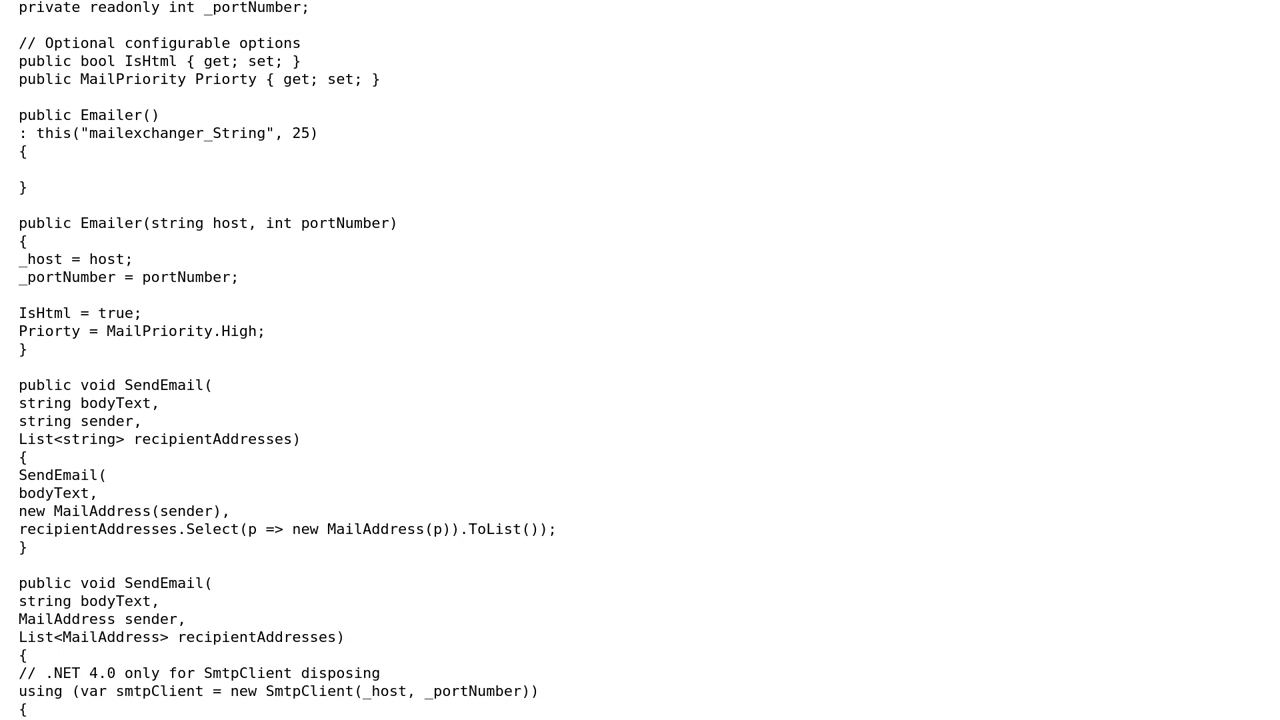 private readonly int _portNumber;
// Optional configurable options
public bool IsHtml { get; set; }
public MailPriority Priorty { get; set; }
public Emailer()
: this("mailexchanger_String", 25)
{
}
public Emailer(string host, int portNumber)
{
_host = host;
_portNumber = portNumber;
IsHtml = true;
Priorty = MailPriority.High;
}
public void SendEmail(
string bodyText,
string sender,
List<string> recipientAddresses)
{
SendEmail(
bodyText,
new MailAddress(sender),
recipientAddresses.Select(p => new MailAddress(p)).ToList());
}
public void SendEmail(
string bodyText,
MailAddress sender,
List<MailAddress> recipientAddresses)
{
// .NET 4.0 only for SmtpClient disposing
using (var smtpClient = new SmtpClient(_host, _portNumber))
{